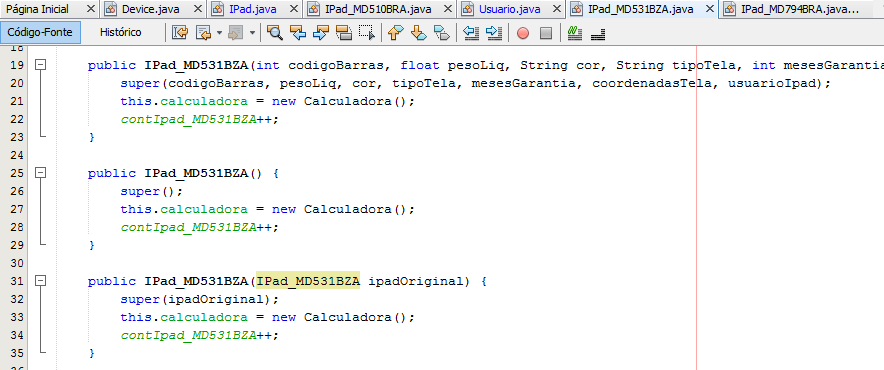 Página Inicial Device.java IPad.java IPad_MD510BRA.java Usuario.java IPad_MD531BZA.java IPad_MD794BRA.java...
Código-Fonte Histórico
18
19 public IPad_MD531BZA(int codigoBarras, float pesoLiq, String cor, String tipoTela, int mesesGarantia
20 super(codigoBarras, pesoLiq, cor, tipoTela, mesesGarantia, coordenadasTela, usuarioIpad);
21 this.calculadora = new Calculadora();
22 contIpad_MD531BZA++;
23 }
24
25 public IPad_MD531BZA() {
26 super();
27 this.calculadora = new Calculadora();
28 contIpad_MD531BZA++;
29 }
30
31 public IPad_MD531BZA(IPad_MD531BZA ipadOriginal) {
32 super(ipadOriginal);
33 this.calculadora = new Calculadora();
34 contIpad_MD531BZA++;
35 }